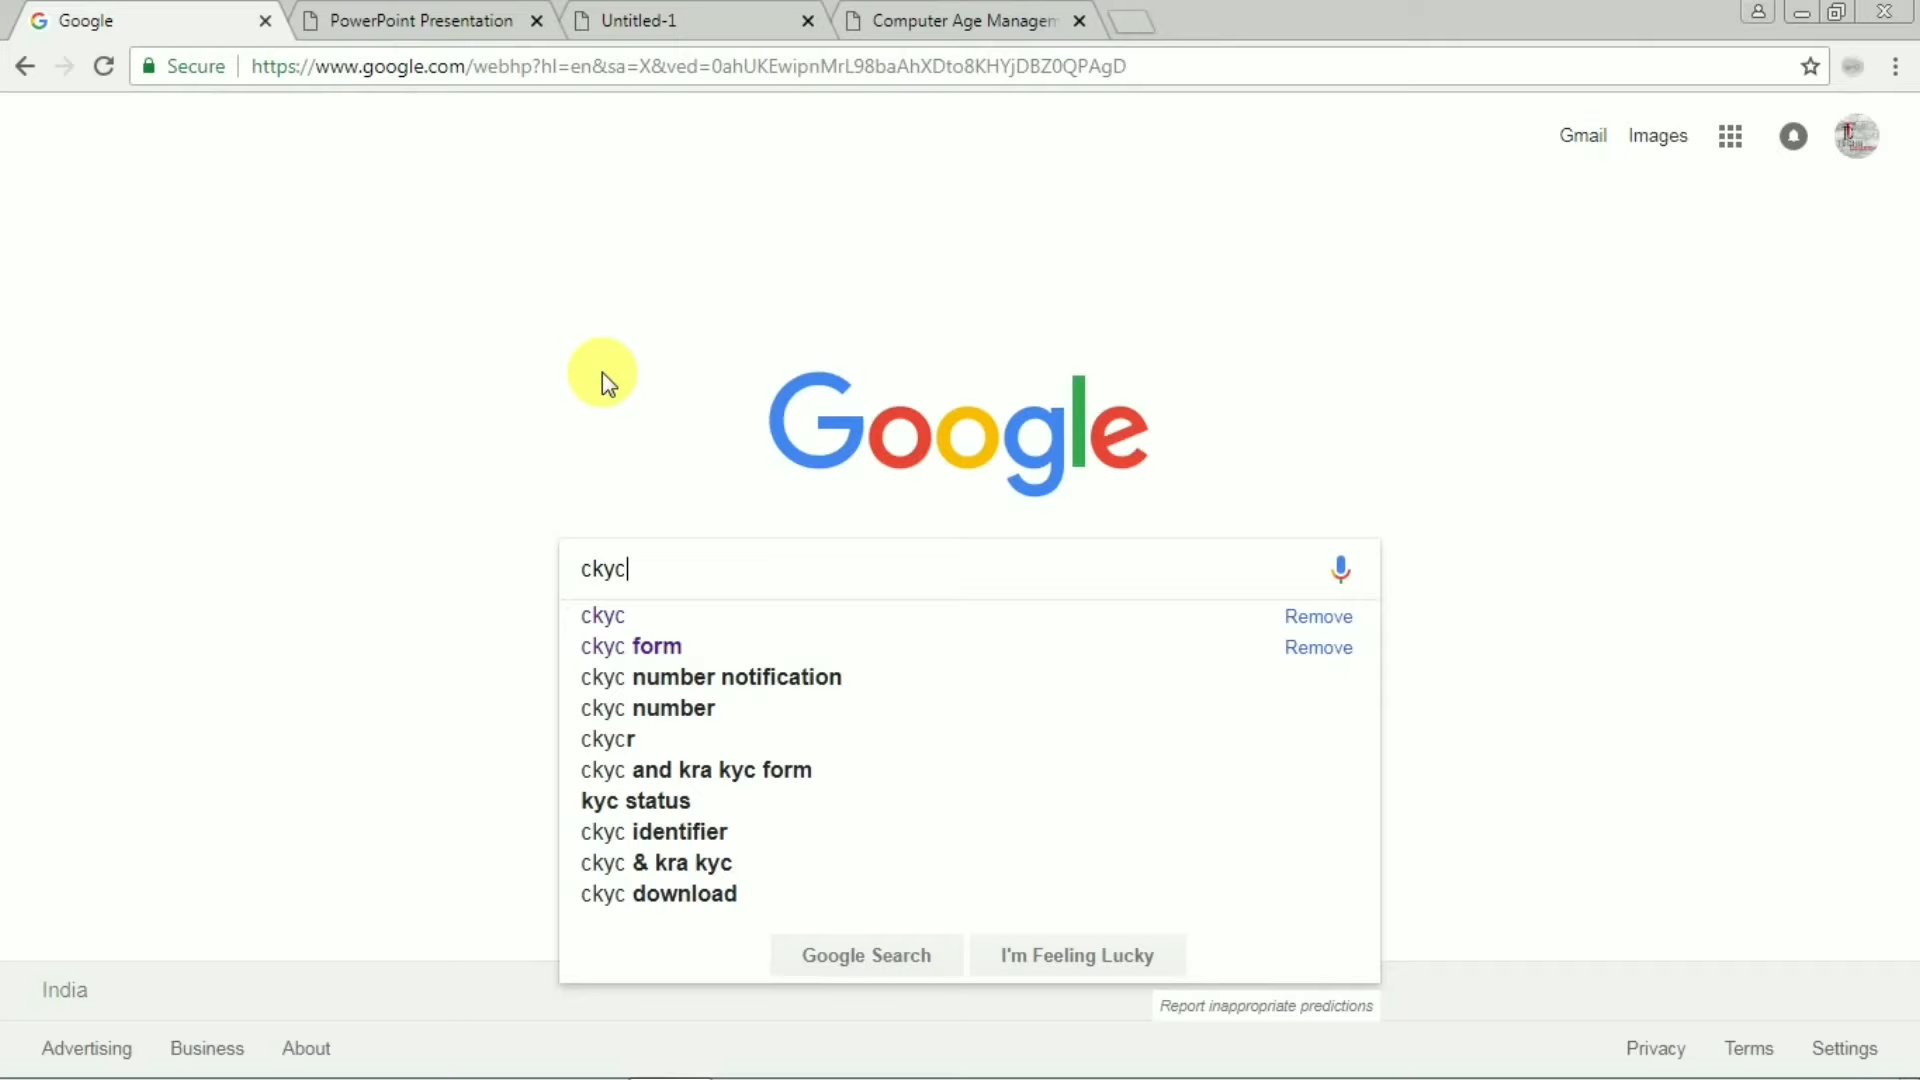 Google
PowerPoint Presentation
Untitled-1
Computer Age Managem
Secure
https://www.google.com/webhp?hl=en&sa=X&ved=0ahUKEwipnMrL98baAhXDto8KHYjDBZ0QPAgD
Gmail Images
Google
ckyc
ckyc Remove
ckyc form Remove
ckyc number notification
ckyc number
ckycr
ckyc and kra kyc form
kyc status
ckyc identifier
ckyc & kra kyc
ckyc download
Google Search I'm Feeling Lucky
India
Report inappropriate predictions
Advertising Business About Privacy Terms Settings